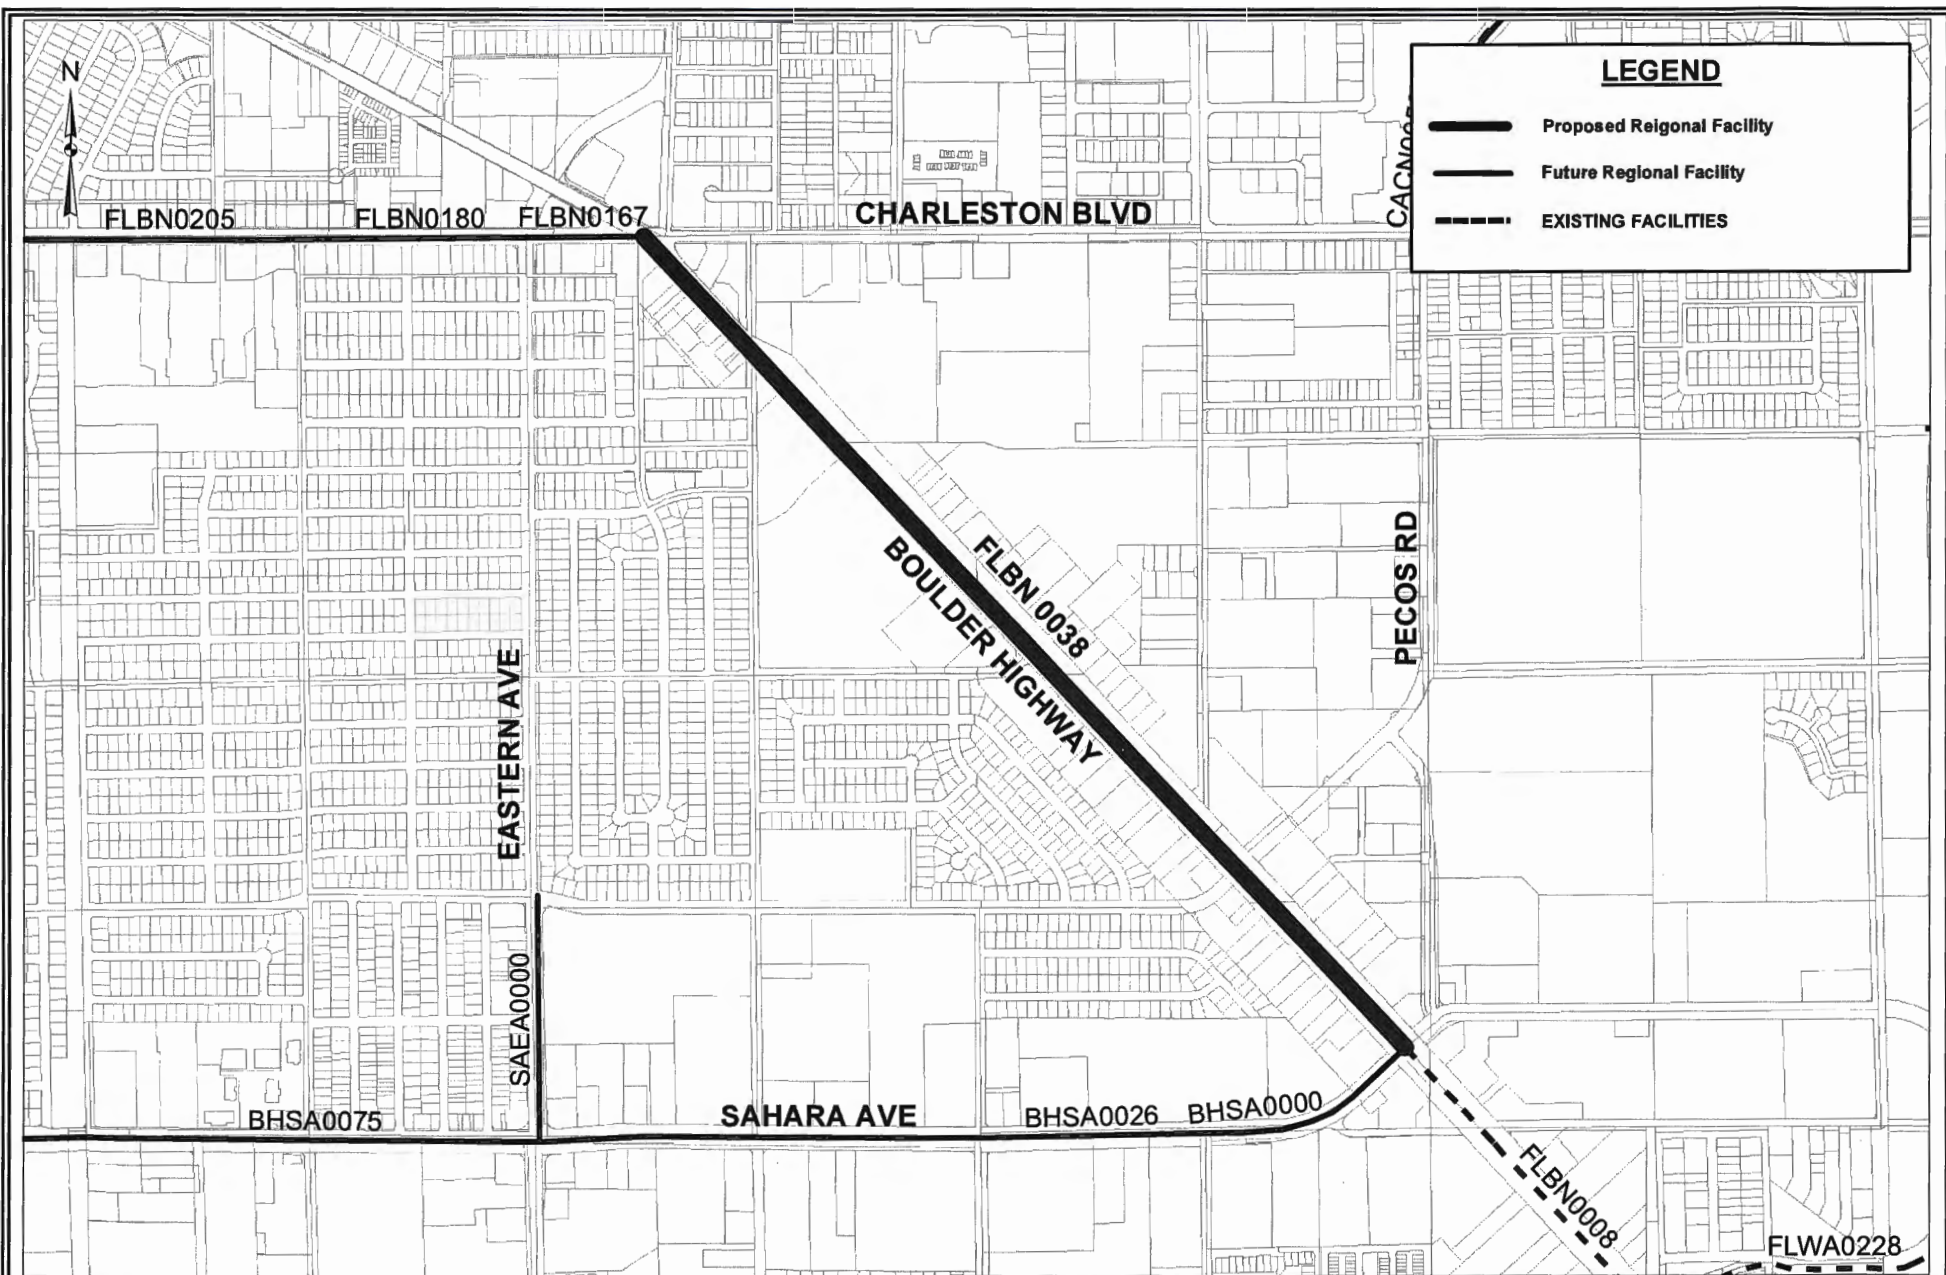 N
LEGEND
Proposed Reigonal Facility
Future Regional Facility
EXISTING FACILITIES
FLBN0205
FLBN0180
FLBN0167
CHARLESTON BLVD
FLBN 0038
BOULDER HIGHWAY
PECOS RD
EASTERN AVE
SAEA0000
BHSA0075
SAHARA AVE
BHSA0026
BHSA0000
FLBN0008
FLWA0228